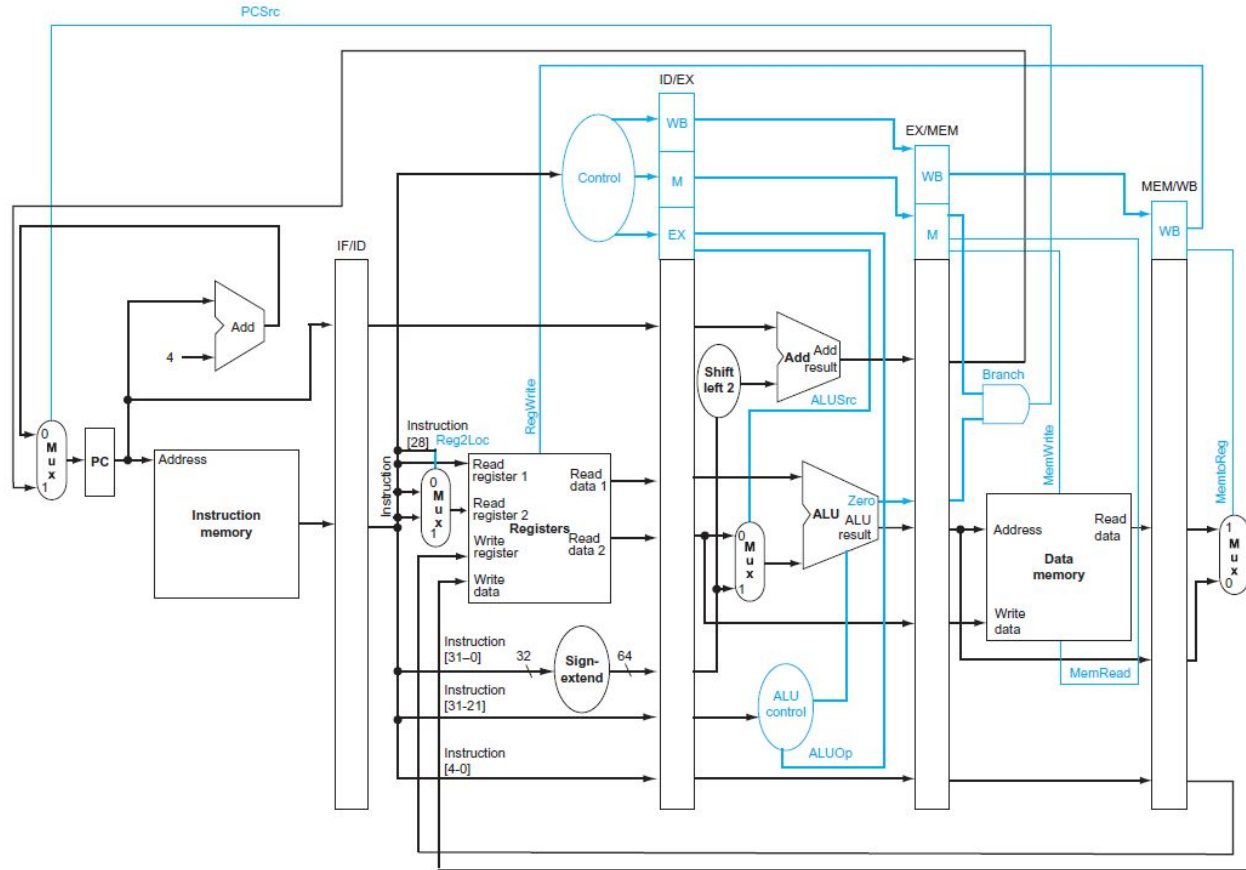 PCSrc
ID/EX
WB
EX/MEM
Control
M
WB
MEM/WB
EX
M
WB
IF/ID
Add
4
Add
Add
result
Shift
left 2
Branch
ALUSrc
RegWrite
MemWrite
MemtoReg
Instruction
[28]
Reg2Loc
0
M
u
x
1
PC
Address
Instruction
memory
Instruction
Read
register 1
Read
data 1
0
M
u
x
1
Read
register 2
Registers
Write
register
Read
data 2
Write
data
0
M
u
x
1
Zero
ALU
ALU
result
Address
Read
data
Data
memory
Write
data
1
M
u
x
0
MemRead
Instruction
[31–0]
32
Sign-
extend
64
Instruction
[31-21]
ALU
control
ALUOp
Instruction
[4-0]